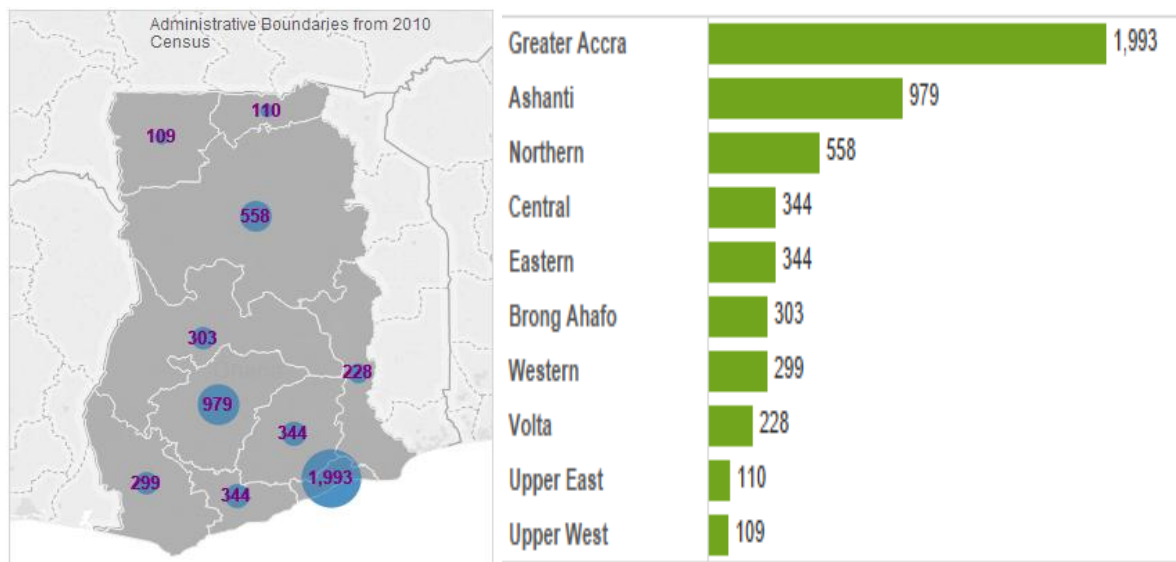 Administrative Boundaries from 2010
Census
110
109
558
303
228
979
344
1,993
299
344
Greater Accra 1,993
Ashanti 979
Northern 558
Central 344
Eastern 344
Brong Ahafo 303
Western 299
Volta 228
Upper East 110
Upper West 109